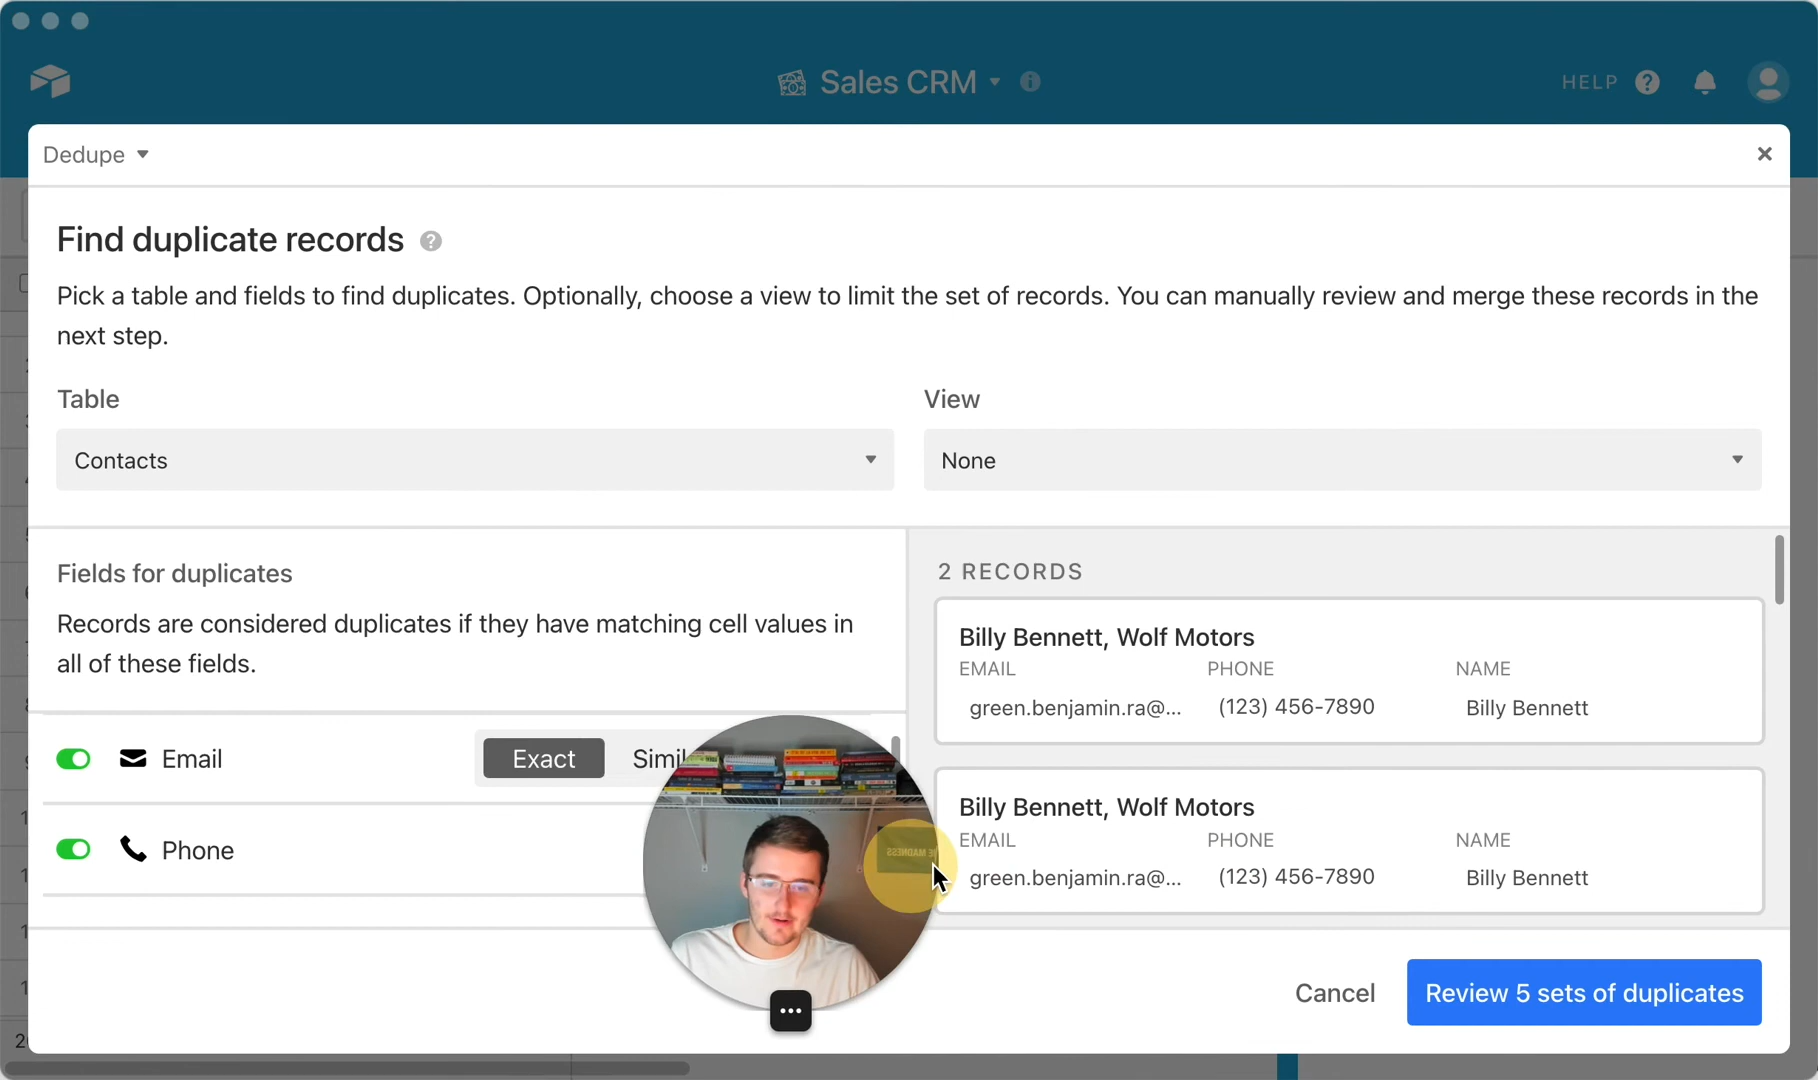 Sales CRM
HELP
Dedupe
Find duplicate records
Pick a table and fields to find duplicates. Optionally, choose a view to limit the set of records. You can manually review and merge these records in the
next step.
Table
View
Contacts
None
Fields for duplicates
Records are considered duplicates if they have matching cell values in
all of these fields.
Email
Exact
Simil
Phone
2 RECORDS
Billy Bennett, Wolf Motors
EMAIL PHONE NAME
green.benjamin.ra@... (123) 456-7890 Billy Bennett
Billy Bennett, Wolf Motors
EMAIL PHONE NAME
green.benjamin.ra@... (123) 456-7890 Billy Bennett
Cancel
Review 5 sets of duplicates